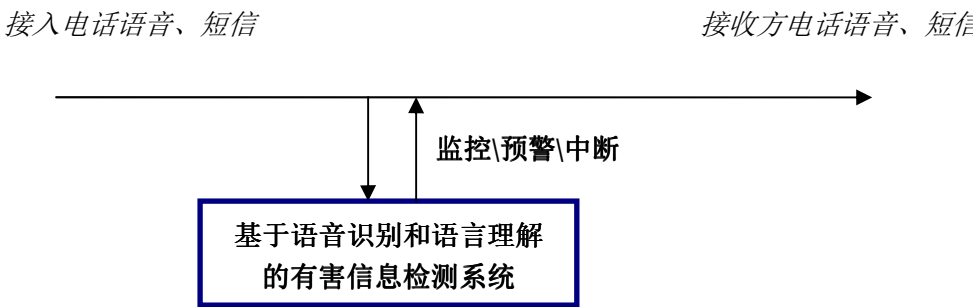 接入电话语音、短信
接收方电话语音、短信
监控\预警\中断
基于语音识别和语言理解
的有害信息检测系统